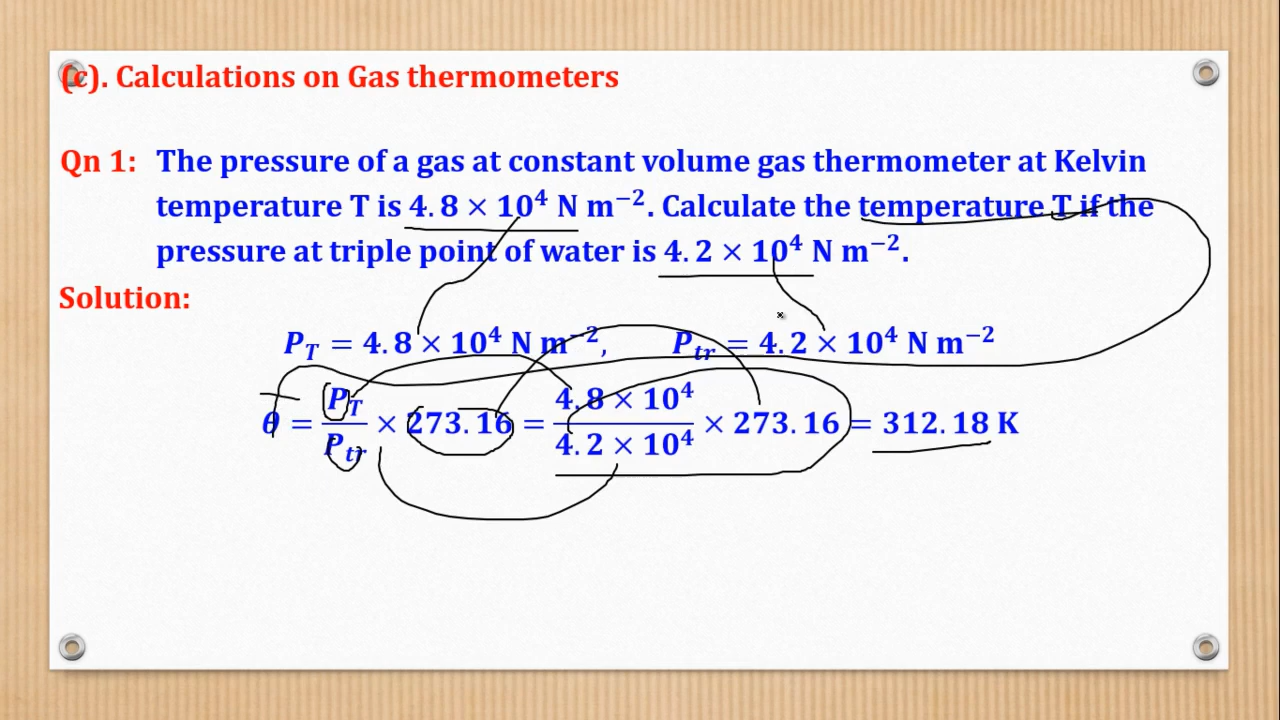 (c). Calculations on Gas thermometers
Qn 1: The pressure of a gas at constant volume gas thermometer at Kelvin
temperature T is 4.8 × 10⁴ N m⁻². Calculate the temperature T if the
pressure at triple point of water is 4.2 × 10⁴ N m⁻².
Solution:
P_T = 4.8 × 10⁴ N m⁻², P_tr = 4.2 × 10⁴ N m⁻²
θ = P_T / P_tr × 273.16 = 4.8 × 10⁴ / 4.2 × 10⁴ × 273.16 = 312.18 K